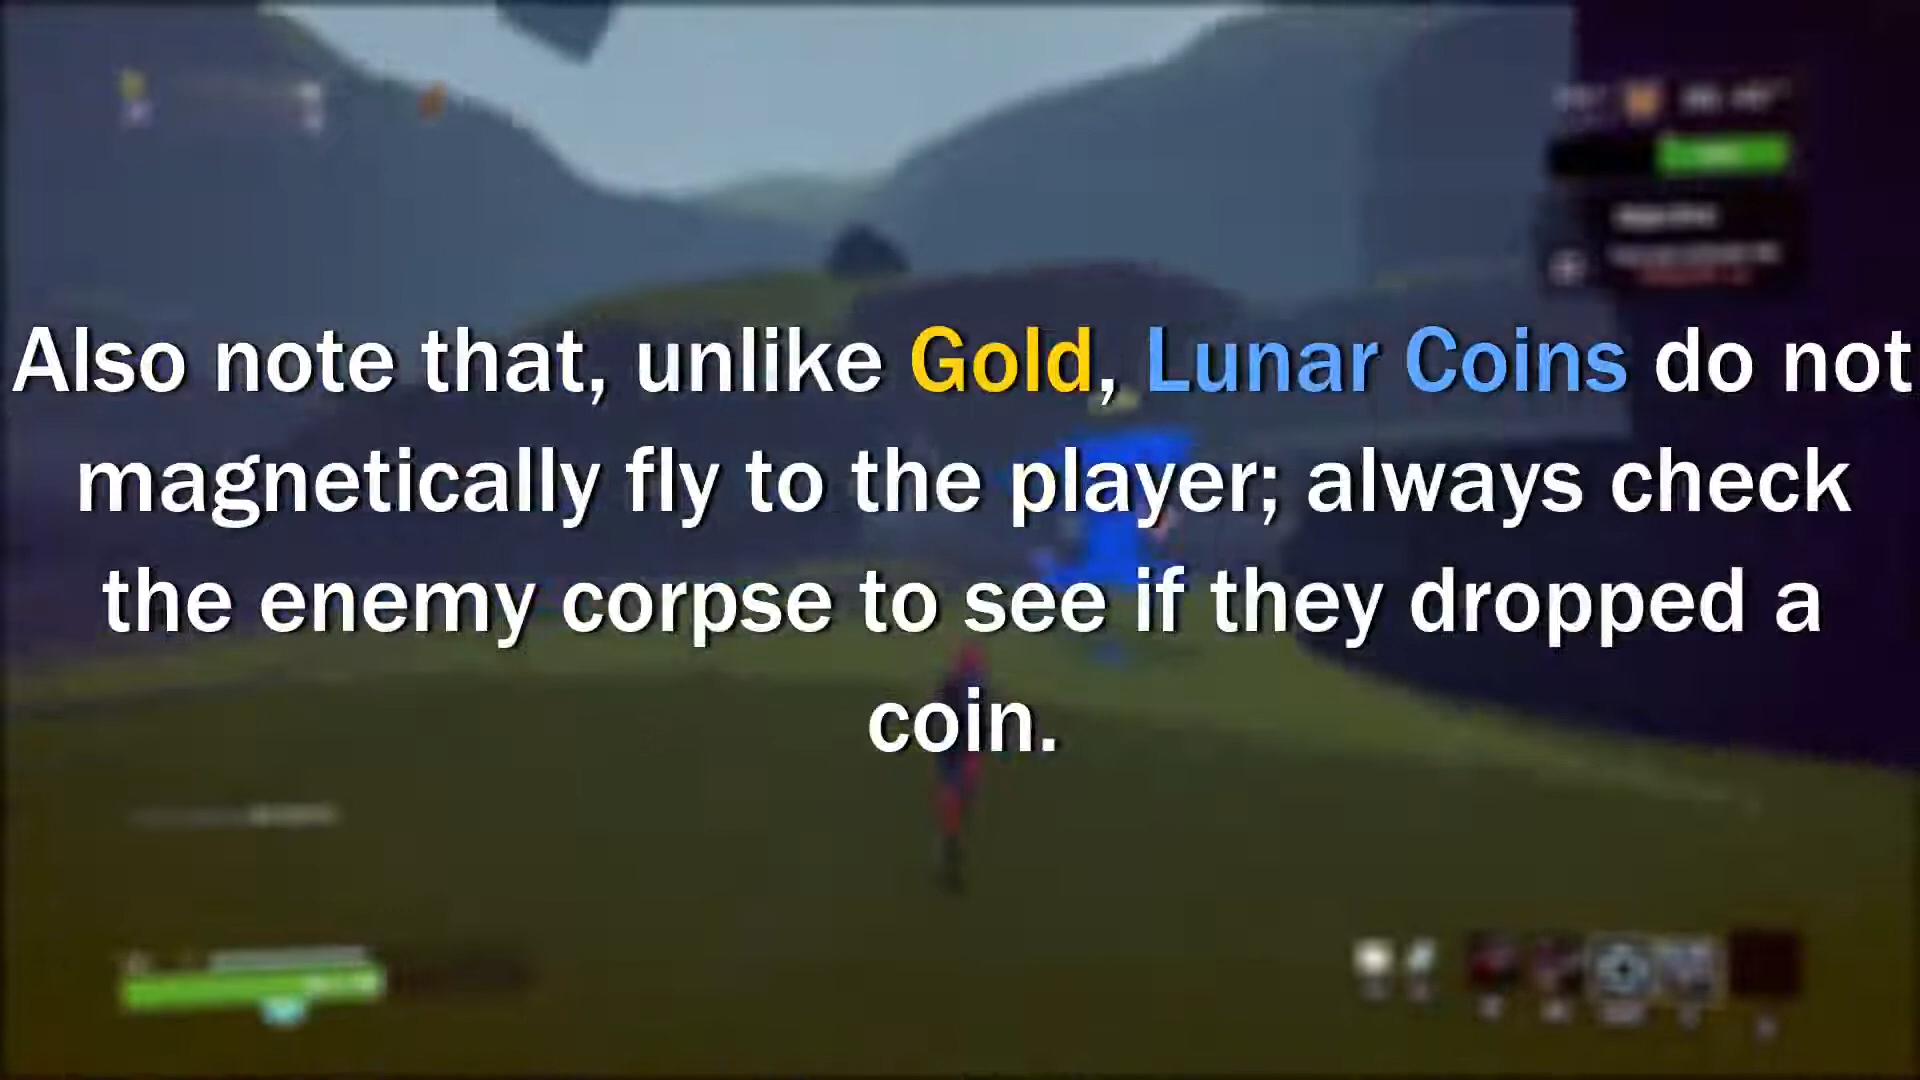 Also note that, unlike Gold, Lunar Coins do not
magnetically fly to the player; always check
the enemy corpse to see if they dropped a
coin.